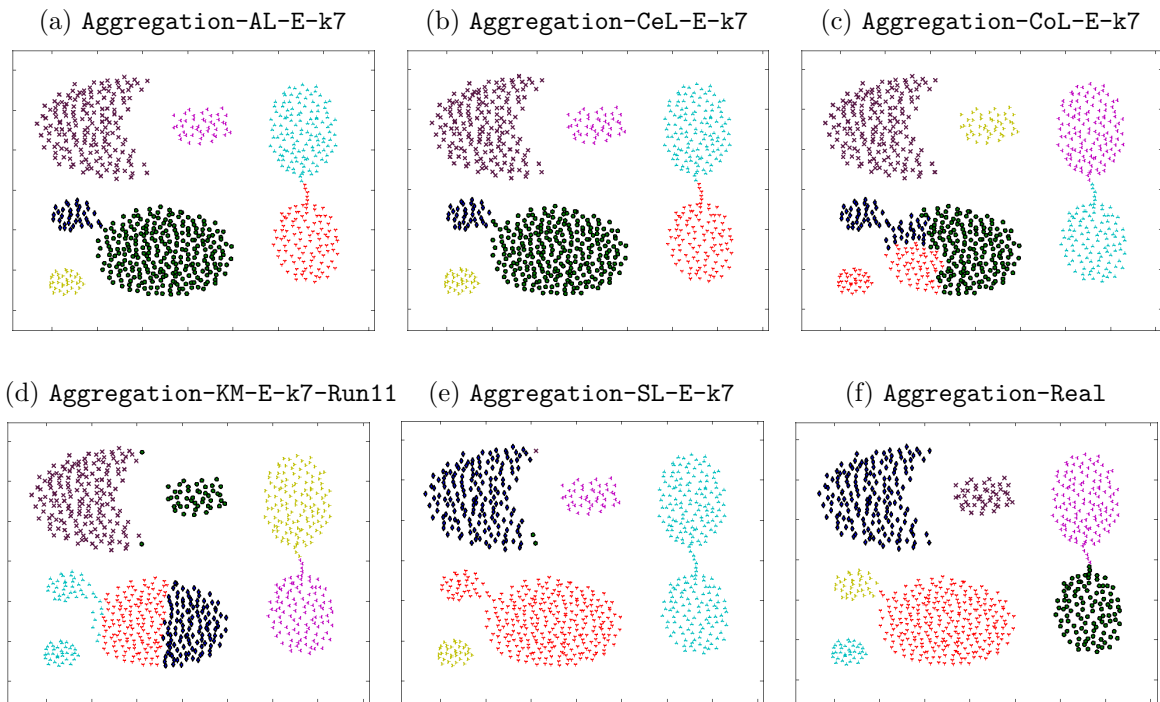 (a) Aggregation-AL-E-k7
(b) Aggregation-CeL-E-k7
(c) Aggregation-CoL-E-k7
(d) Aggregation-KM-E-k7-Run11
(e) Aggregation-SL-E-k7
(f) Aggregation-Real